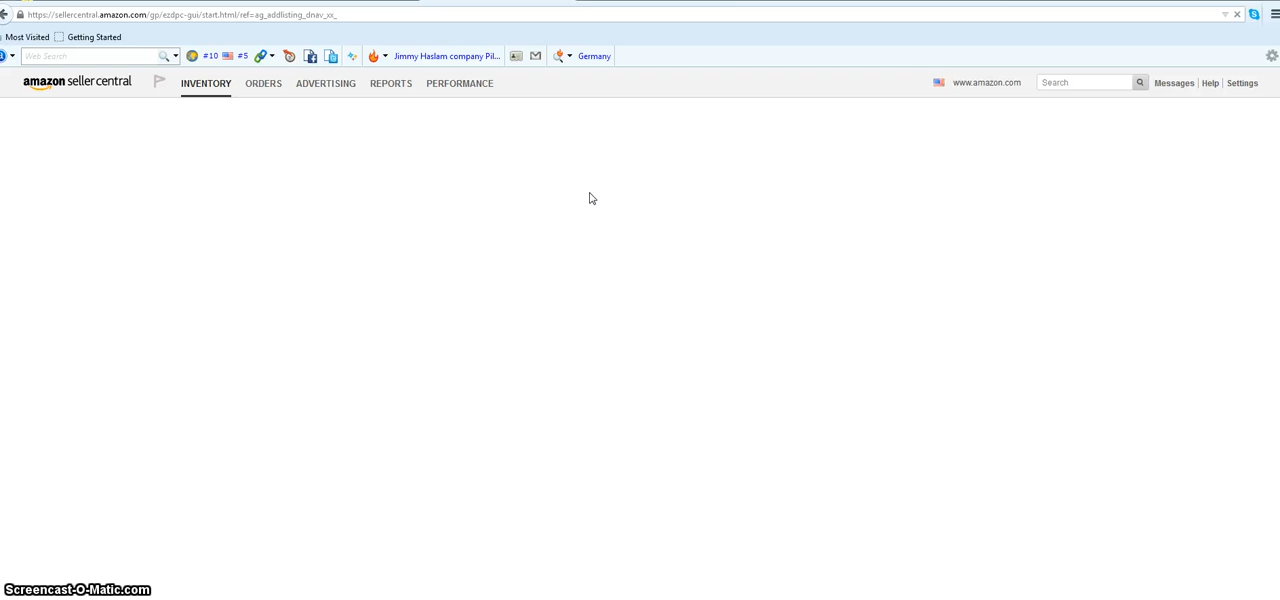 https://sellercentral.amazon.com/gp/ezdpc-gui/start.html/ref=ag_addlisting_dnav_xx_
Most Visited Getting Started
Web Search #10 #5 Jimmy Haslam company Pil... Germany
amazon seller central INVENTORY ORDERS ADVERTISING REPORTS PERFORMANCE www.amazon.com Search Messages | Help | Settings
Screencast-O-Matic.com